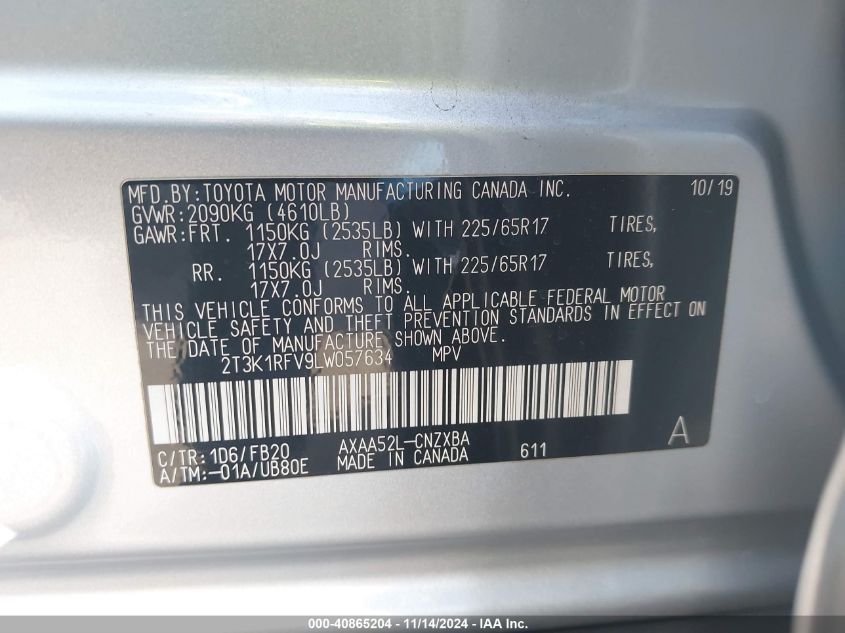 MFD.BY:TOYOTA MOTOR MANUFACTURING CANADA INC. 10/19
GVWR:2090KG (4610LB)
GAWR:FRT. 1150KG (2535LB) WITH 225/65R17 TIRES,
17X7.0J RIMS.
RR. 1150KG (2535LB) WITH 225/65R17 TIRES,
17X7.0J RIMS.
THIS VEHICLE CONFORMS TO ALL APPLICABLE FEDERAL MOTOR
VEHICLE SAFETY AND THEFT PREVENTION STANDARDS IN EFFECT ON
THE DATE OF MANUFACTURE SHOWN ABOVE.
2T3K1RFV9LW057634 MPV
C/TR:1D6/FB20 AXAA52L-CNZXBA A
A/TM:-01A/UB80E MADE IN CANADA 611
000-40865204 - 11/14/2024 - IAA Inc.